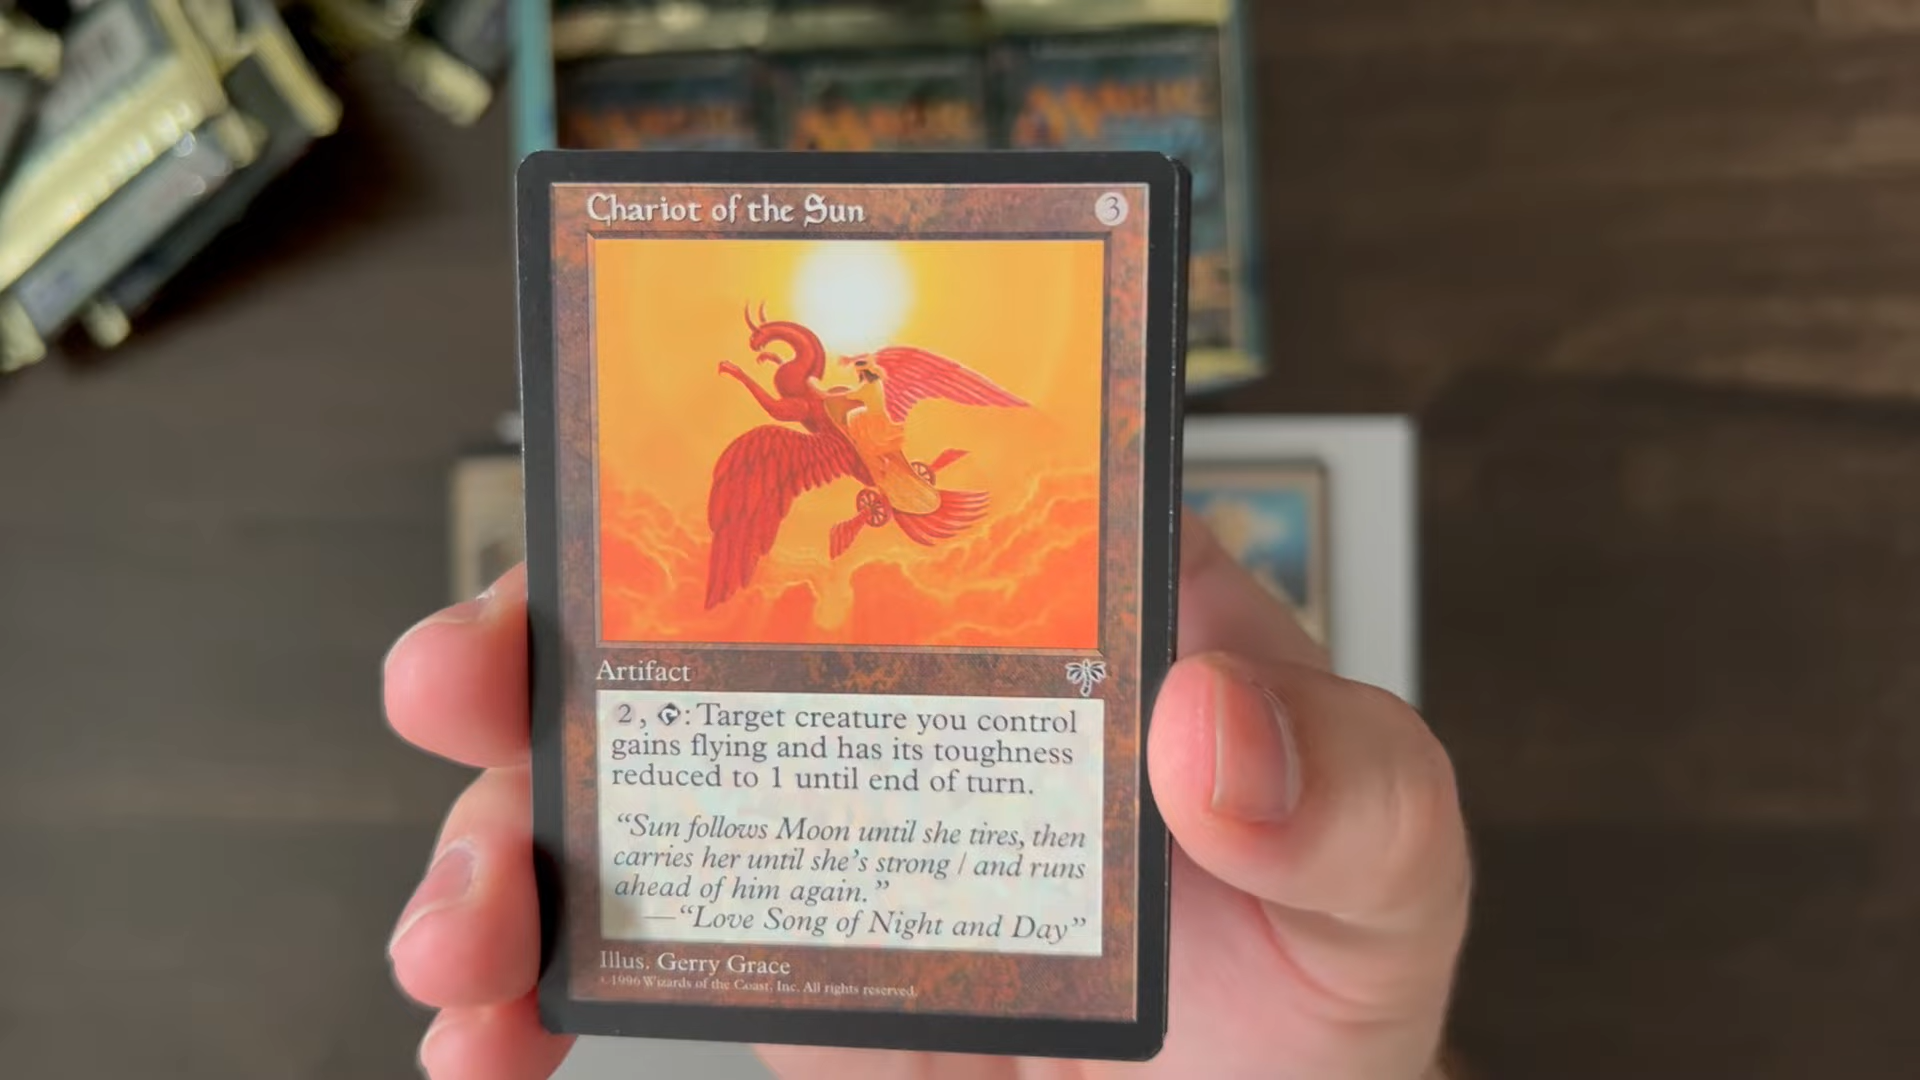 MAGIC MAGIC MAGIC
Chariot of the Sun 3
Artifact
2, : Target creature you control
gains flying and has its toughness
reduced to 1 until end of turn.
“Sun follows Moon until she tires, then
carries her until she’s strong / and runs
ahead of him again.”
—“Love Song of Night and Day”
Illus. Gerry Grace
© 1996 Wizards of the Coast, Inc. All rights reserved.